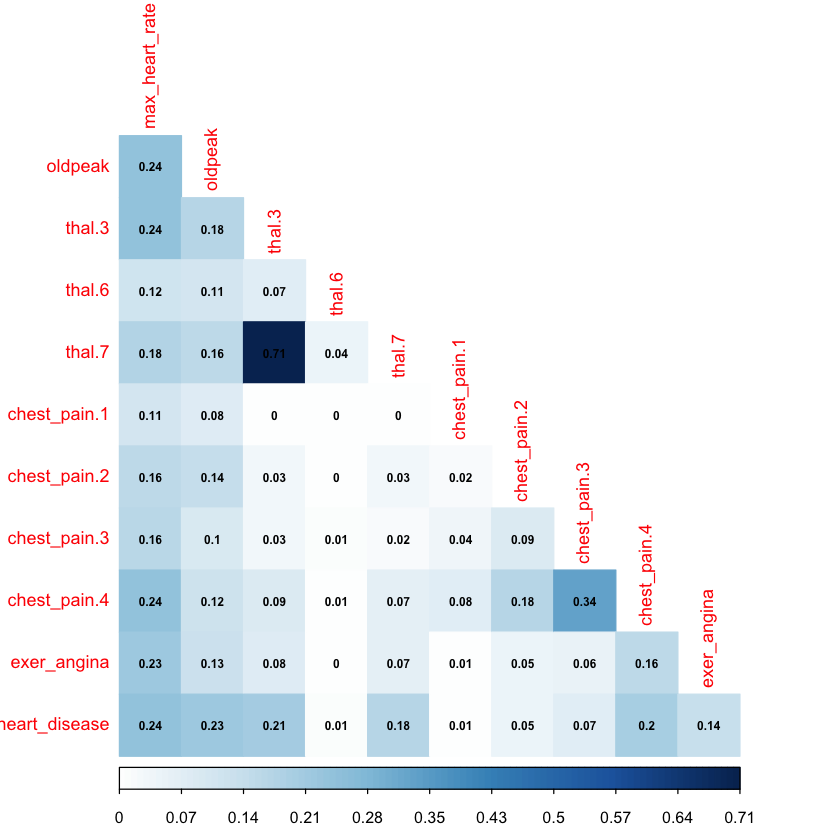 max_heart_rate
oldpeak 0.24 oldpeak
thal.3 0.24 0.18 thal.3
thal.6 0.12 0.11 0.07 thal.6
thal.7 0.18 0.16 0.71 0.04 thal.7
chest_pain.1 0.11 0.08 0 0 0 chest_pain.1
chest_pain.2 0.16 0.14 0.03 0 0.03 0.02 chest_pain.2
chest_pain.3 0.16 0.1 0.03 0.01 0.02 0.04 0.09 chest_pain.3
chest_pain.4 0.24 0.12 0.09 0.01 0.07 0.08 0.18 0.34 chest_pain.4
exer_angina 0.23 0.13 0.08 0 0.07 0.01 0.05 0.06 0.16 exer_angina
heart_disease 0.24 0.23 0.21 0.01 0.18 0.01 0.05 0.07 0.2 0.14
0 0.07 0.14 0.21 0.28 0.35 0.43 0.5 0.57 0.64 0.71